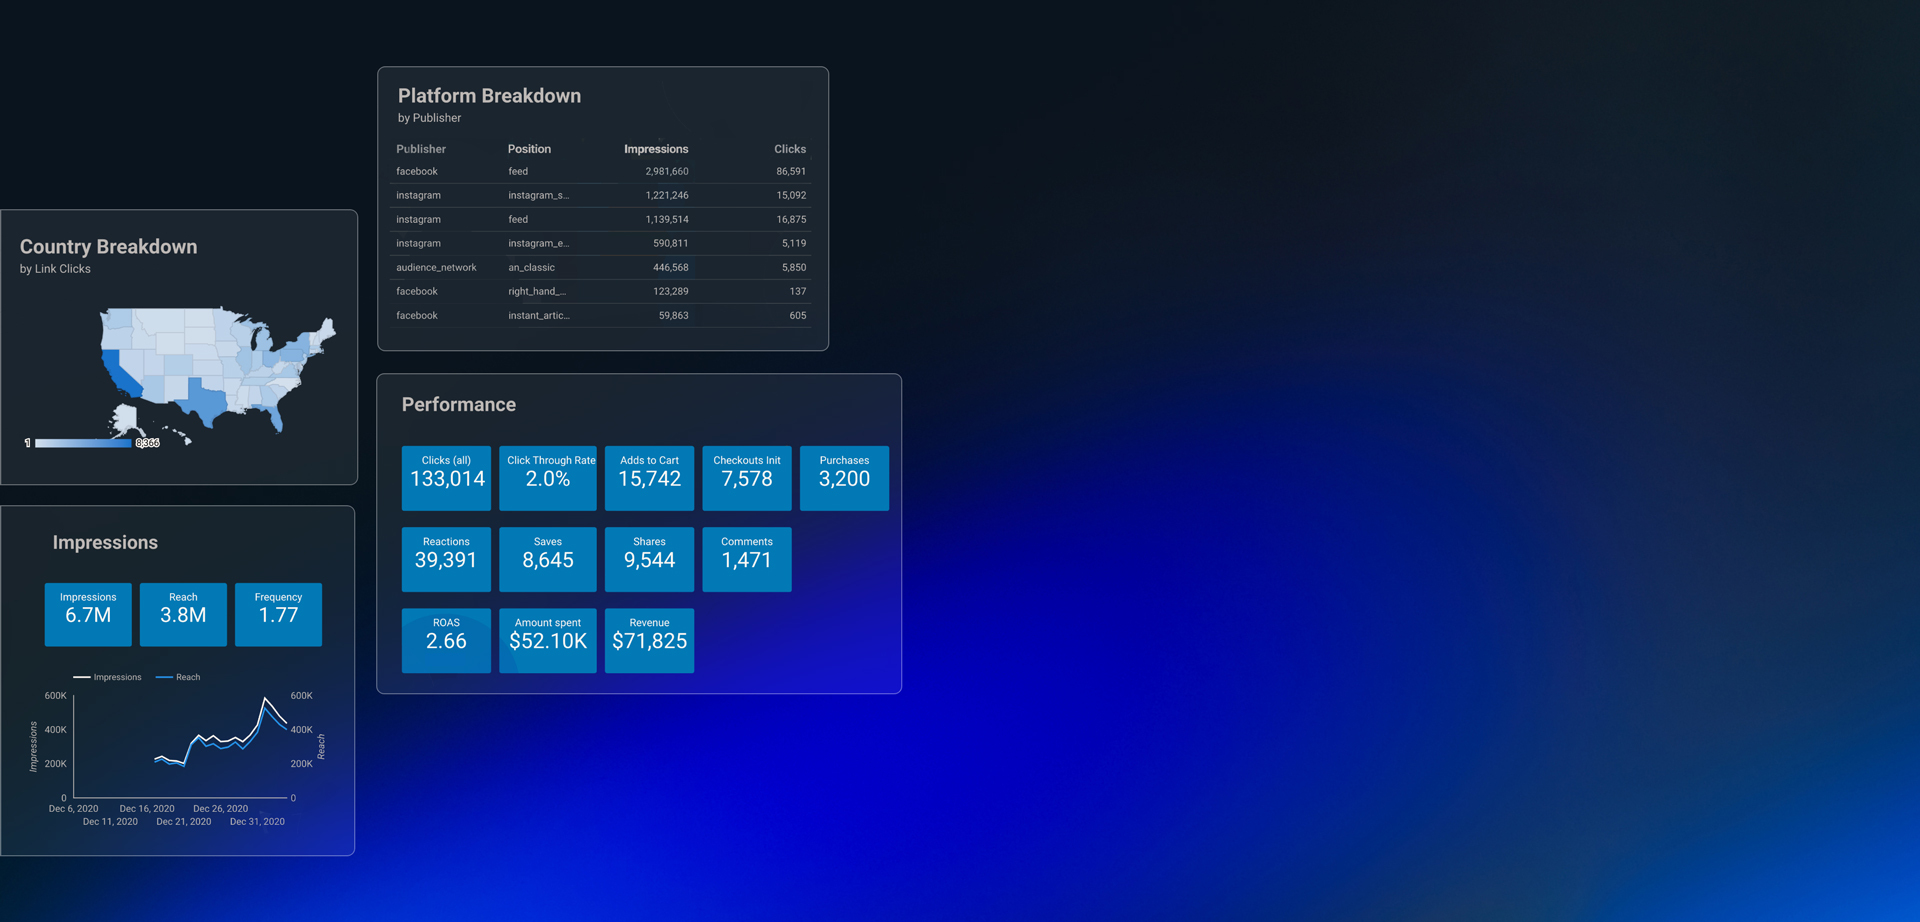 Platform Breakdown
by Publisher
Publisher Position Impressions Clicks
facebook feed 2,981,660 86,591
instagram instagram_s... 1,221,246 15,092
instagram feed 1,139,514 16,875
instagram instagram_e... 590,811 5,119
audience_network an_classic 446,568 5,850
facebook right_hand_... 123,289 137
facebook instant_artic... 59,863 605
Country Breakdown
by Link Clicks
1 8,366
Performance
Clicks (all) Click Through Rate Adds to Cart Checkouts Init Purchases
133,014 2.0% 15,742 7,578 3,200
Reactions Saves Shares Comments
39,391 8,645 9,544 1,471
ROAS Amount spent Revenue
2.66 $52.10K $71,825
Impressions
Impressions Reach Frequency
6.7M 3.8M 1.77
Impressions Reach
600K 600K
400K 400K
200K 200K
0 0
Impressions
Reach
Dec 6, 2020 Dec 16, 2020 Dec 26, 2020
Dec 11, 2020 Dec 21, 2020 Dec 31, 2020